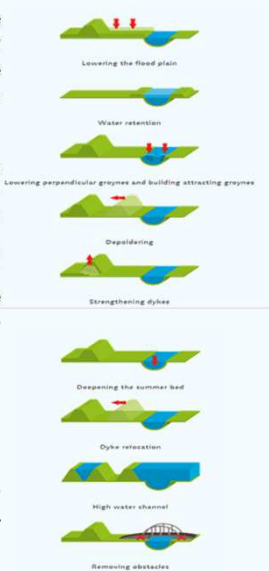 Lowering the flood plain
Water retention
Lowering perpendicular groynes and building attracting groynes
Depoldering
Strengthening dykes
Deepening the summer bed
Dyke relocation
High water channel
Removing obstacles